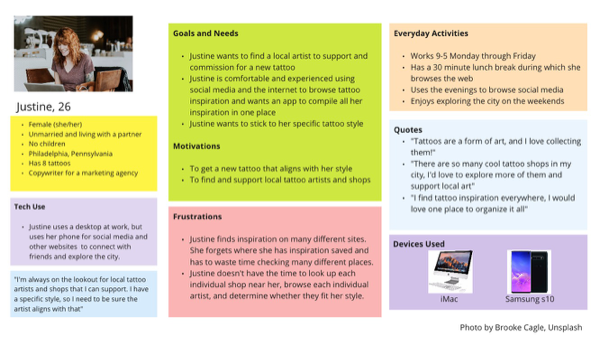 Justine, 26
Female (she/her)
Unmarried and living with a partner
No children
Philadelphia, Pennsylvania
Has 8 tattoos
Copywriter for a marketing agency
Tech Use
Justine uses a desktop at work, but
uses her phone for social media and
other websites to connect with
friends and explore the city.
"I'm always on the lookout for local tattoo
artists and shops that I can support. I have
a specific style, so I need to be sure the
artist aligns with that"
Goals and Needs
Justine wants to find a local artist to support and
commission for a new tattoo
Justine is comfortable and experienced using
social media and the internet to browse tattoo
inspiration and wants an app to compile all her
inspiration in one place
Justine wants to stick to her specific tattoo style
Motivations
To get a new tattoo that aligns with her style
To find and support local tattoo artists and shops
Frustrations
Justine finds inspiration on many different sites.
She forgets where she has inspiration saved and
has to waste time checking many different places.
Justine doesn't have the time to look up each
individual shop near her, browse each individual
artist, and determine whether they fit her style.
Everyday Activities
Works 9-5 Monday through Friday
Has a 30 minute lunch break during which she
browses the web
Uses the evenings to browse social media
Enjoys exploring the city on the weekends
Quotes
"Tattoos are a form of art, and I love collecting
them!"
"There are so many cool tattoo shops in my
city, I'd love to explore more of them and
support local art"
"I find tattoo inspiration everywhere, I would
love one place to organize it all"
Devices Used
iMac
Samsung s10
Photo by Brooke Cagle, Unsplash